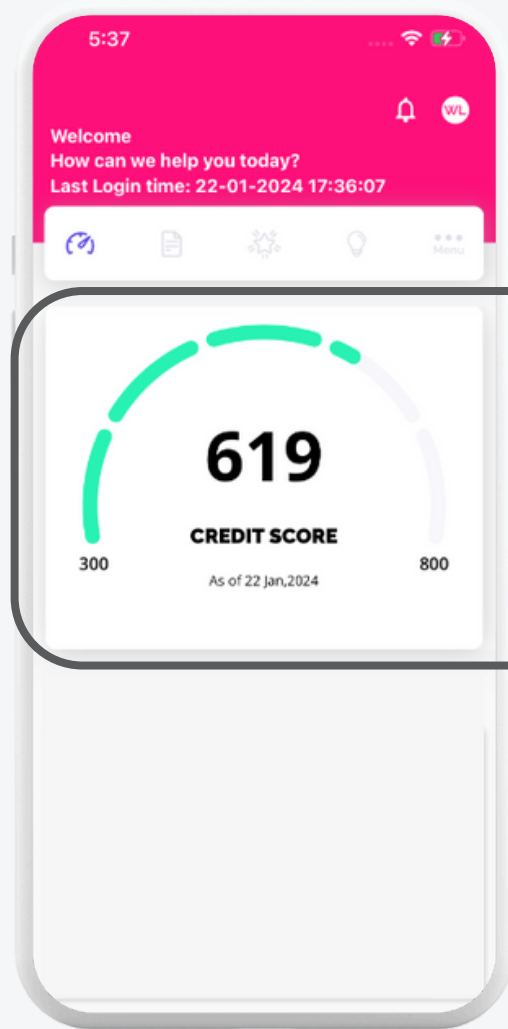 5:37
WL
Welcome
How can we help you today?
Last Login time: 22-01-2024 17:36:07
Menu
619
CREDIT SCORE
300
800
As of 22 Jan,2024